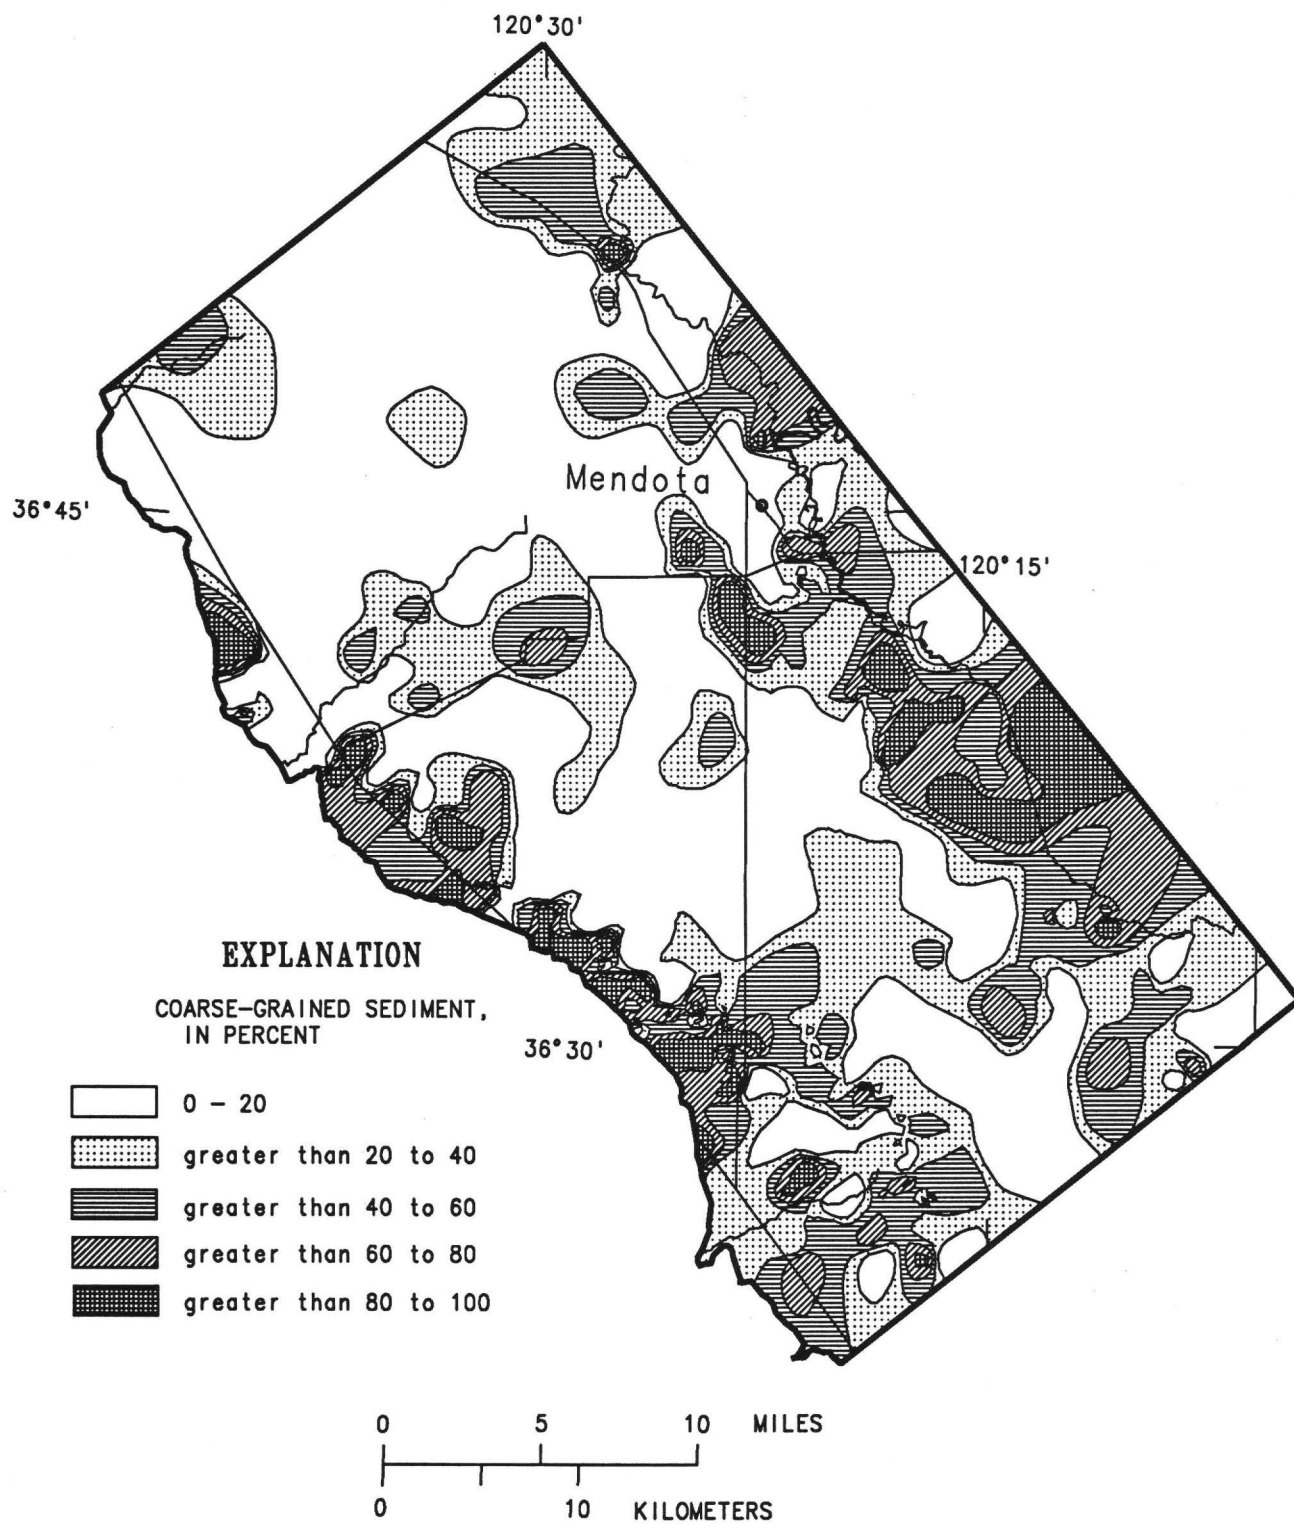 120°30'
Mendota
36°45'
120°15'
EXPLANATION
COARSE-GRAINED SEDIMENT,
IN PERCENT
36°30'
0 - 20
greater than 20 to 40
greater than 40 to 60
greater than 60 to 80
greater than 80 to 100
0 5 10 MILES
0 10 KILOMETERS